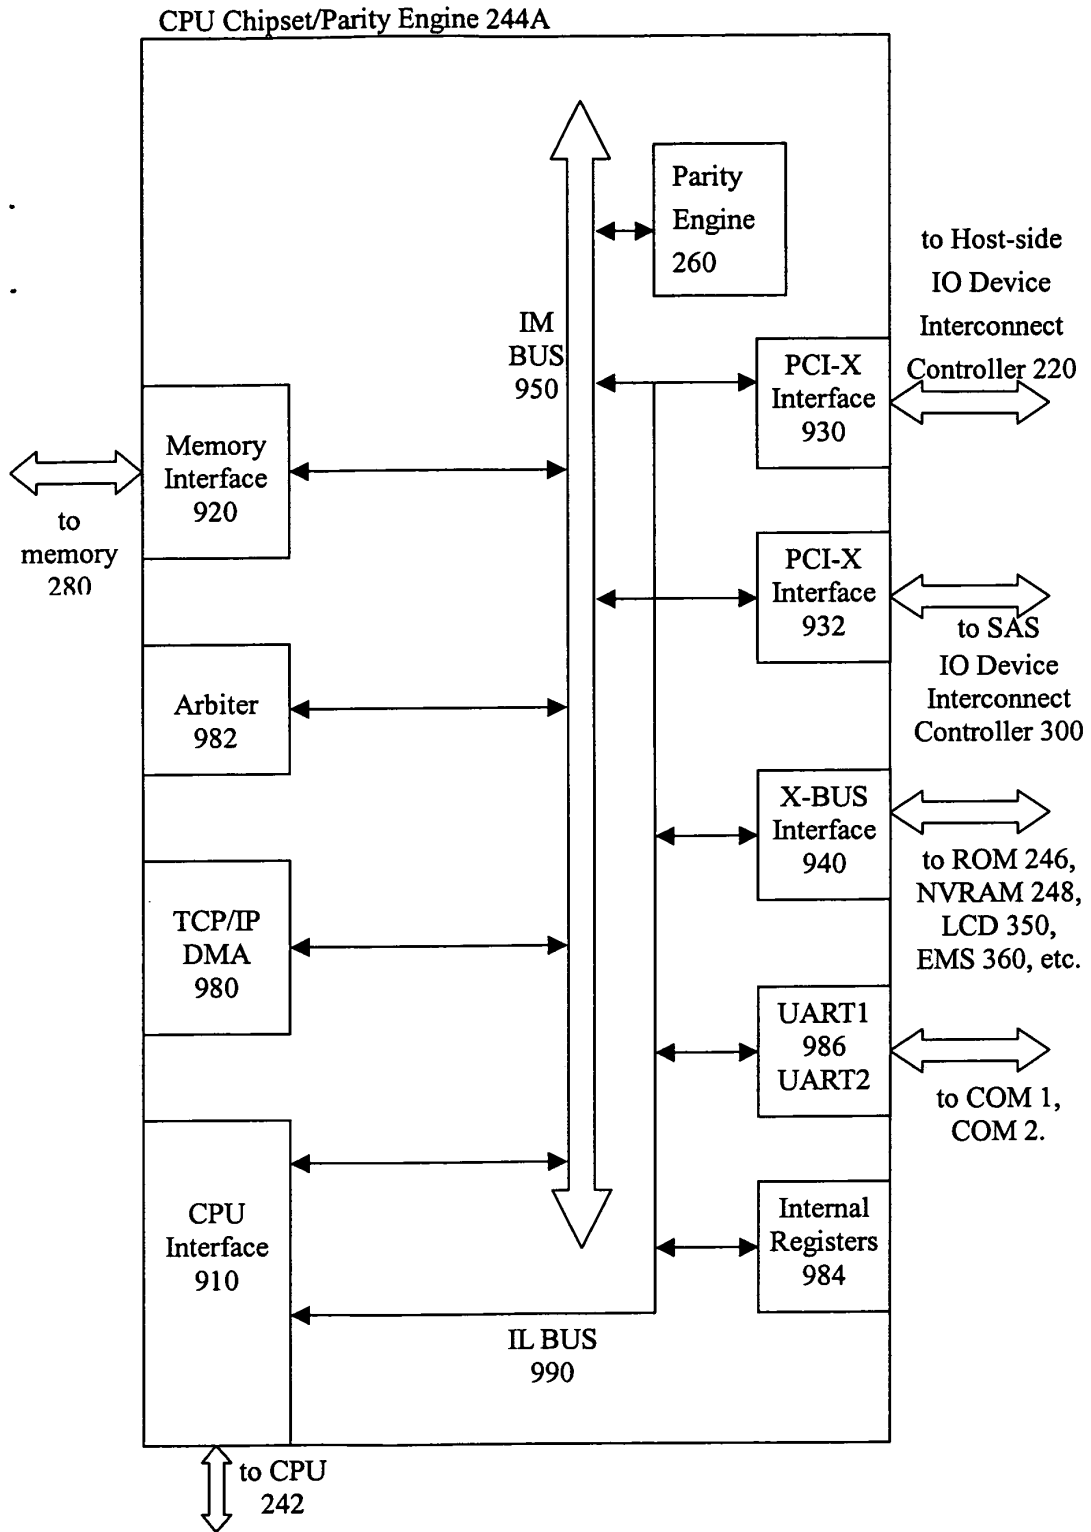 CPU Chipset/Parity Engine 244A
Parity
Engine
260
to Host-side
IO Device
Interconnect
Controller 220
IM
BUS
950
PCI-X
Interface
930
Memory
Interface
920
to
memory
280
PCI-X
Interface
932
to SAS
IO Device
Interconnect
Controller 300
Arbiter
982
X-BUS
Interface
940
to ROM 246,
NVRAM 248,
LCD 350,
EMS 360, etc.
TCP/IP
DMA
980
UART1
986
UART2
to COM 1,
COM 2.
CPU
Interface
910
Internal
Registers
984
IL BUS
990
to CPU
242